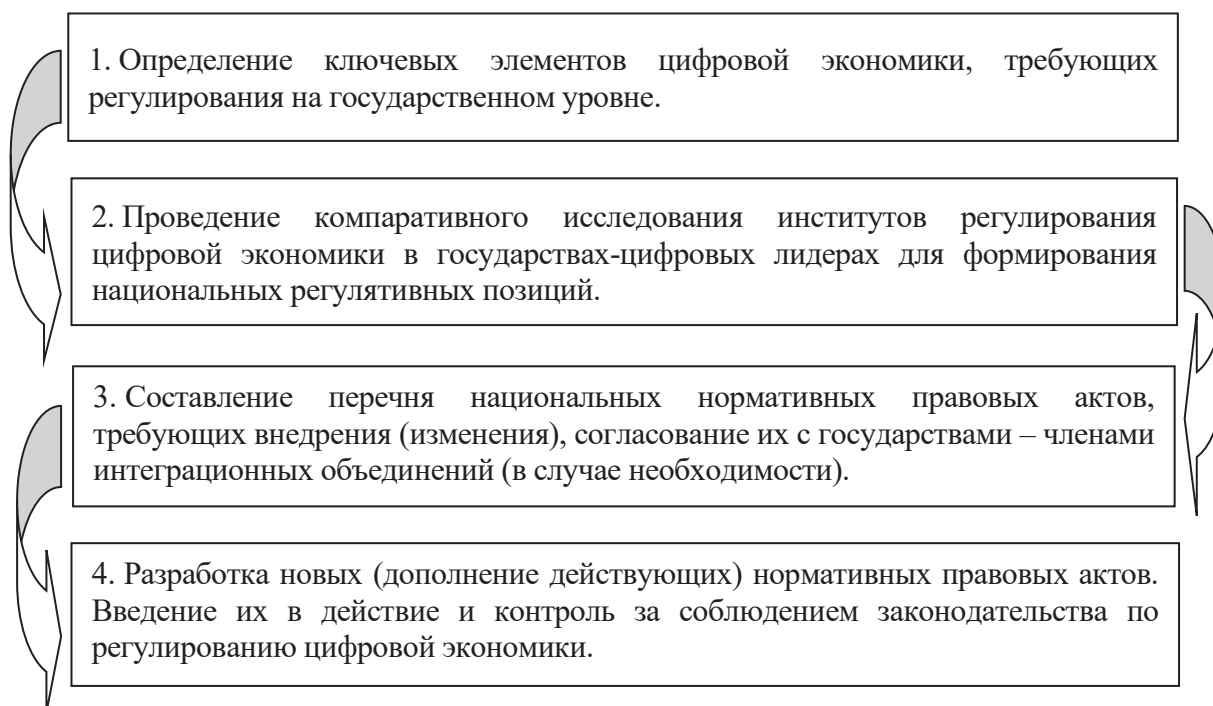 1. Определение ключевых элементов цифровой экономики, требующих
регулирования на государственном уровне.
2. Проведение компаративного исследования институтов регулирования
цифровой экономики в государствах-цифровых лидерах для формирования
национальных регулятивных позиций.
3. Составление перечня национальных нормативных правовых актов,
требующих внедрения (изменения), согласование их с государствами – членами
интеграционных объединений (в случае необходимости).
4. Разработка новых (дополнение действующих) нормативных правовых актов.
Введение их в действие и контроль за соблюдением законодательства по
регулированию цифровой экономики.